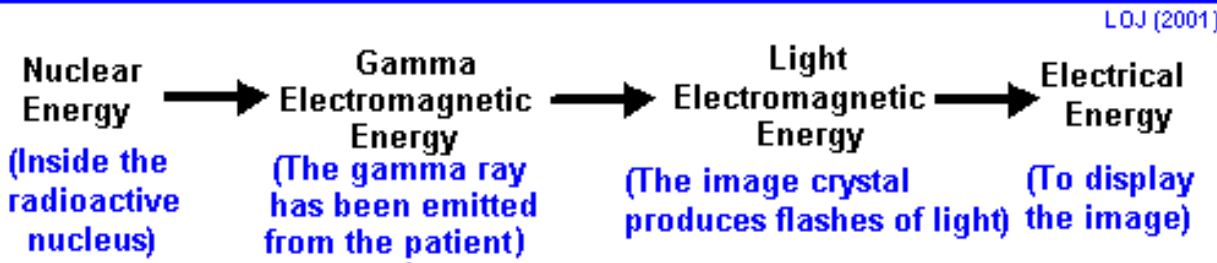 LOJ (2001)
Nuclear
Energy
(Inside the
radioactive
nucleus)
Gamma
Electromagnetic
Energy
(The gamma ray
has been emitted
from the patient)
Light
Electromagnetic
Energy
(The image crystal
produces flashes of light)
Electrical
Energy
(To display
the image)